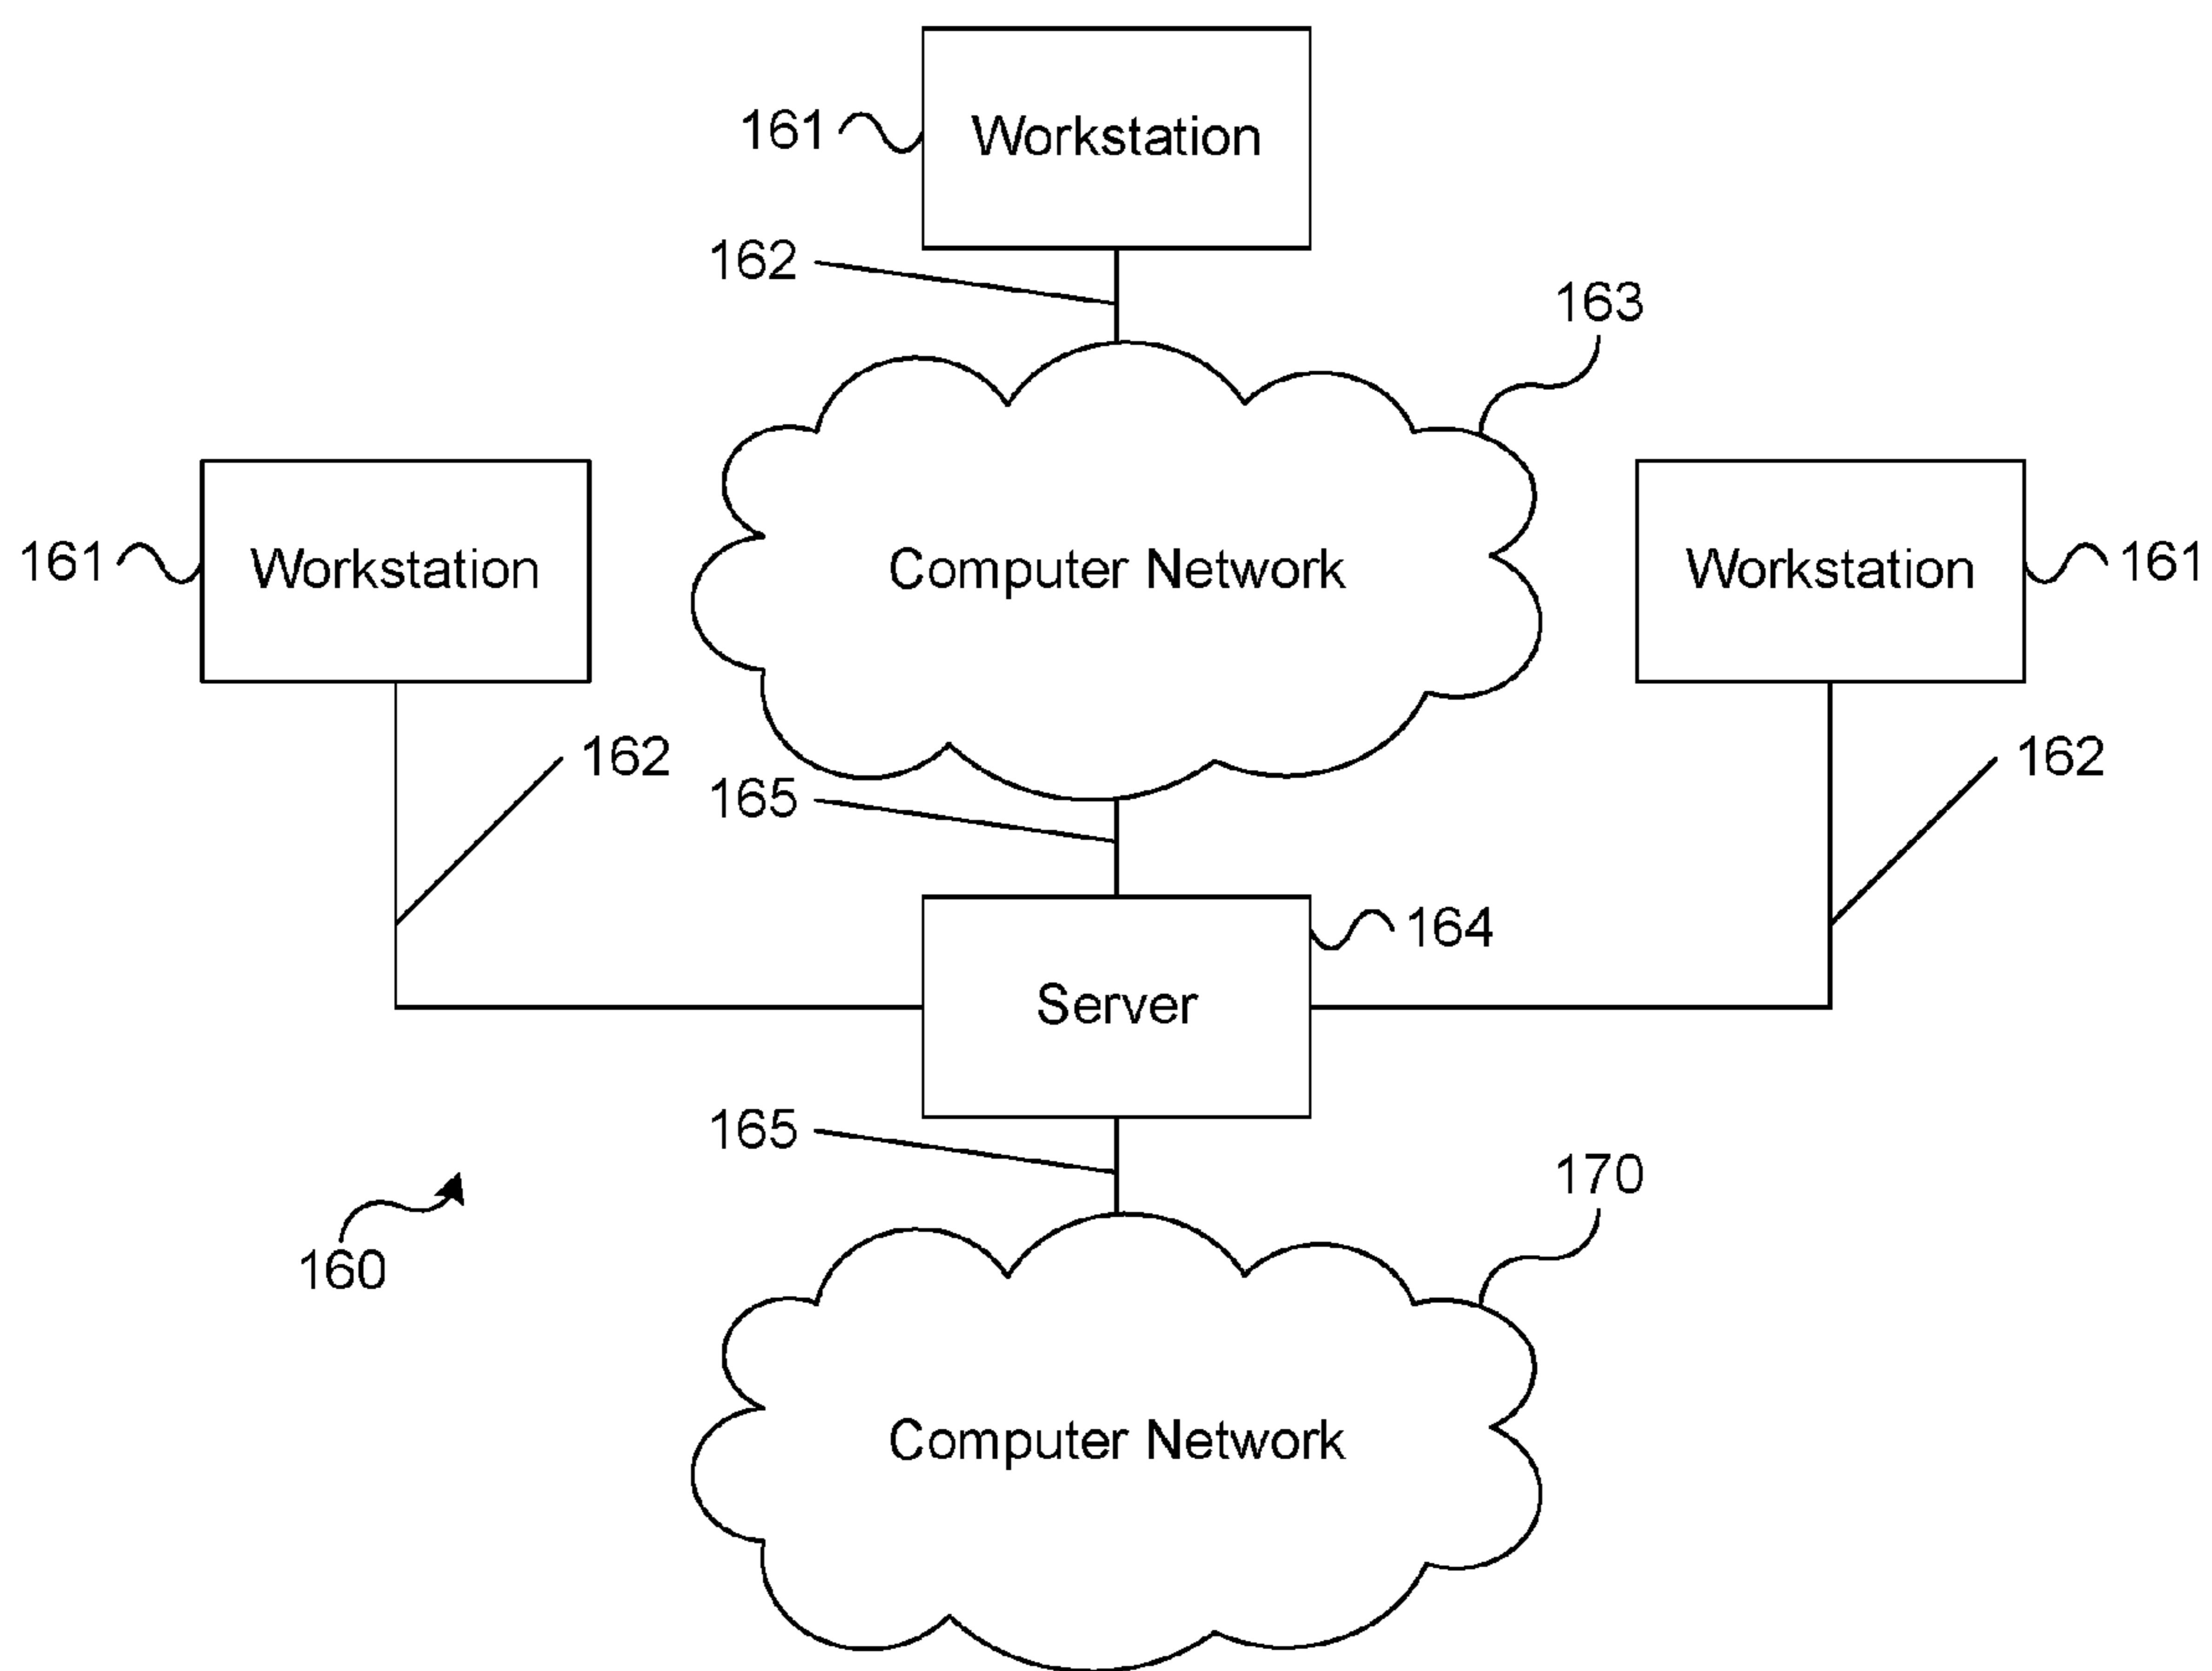 161
Workstation
162
163
161
Workstation
Computer Network
Workstation
161
162
165
162
164
Server
165
170
160
Computer Network